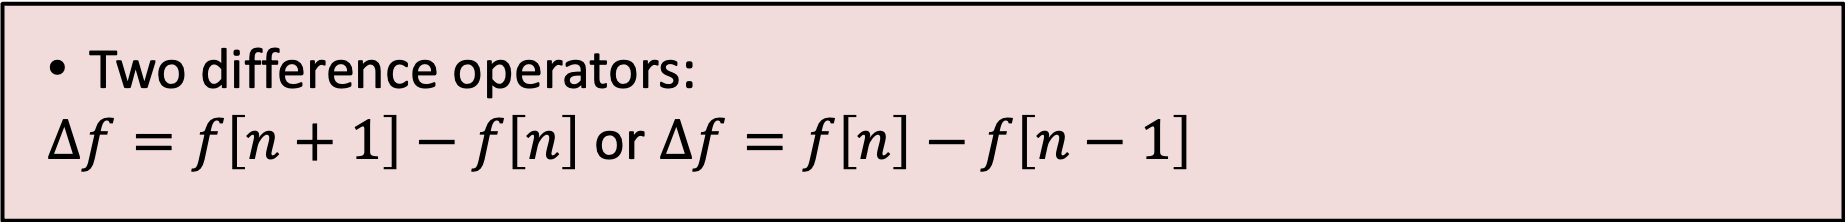 • Two difference operators:
Δf = f[n + 1] − f[n] or Δf = f[n] − f[n − 1]